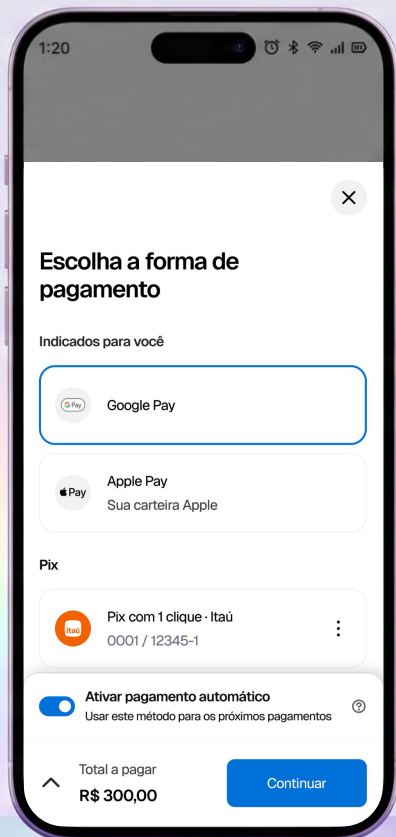 1:20
Escolha a forma de
pagamento
Indicados para você
G Pay
Google Pay
Pay
Apple Pay
Sua carteira Apple
Pix
itaú
Pix com 1 clique · Itaú
0001 / 12345-1
Ativar pagamento automático
Usar este método para os próximos pagamentos
?
Total a pagar
R$ 300,00
Continuar